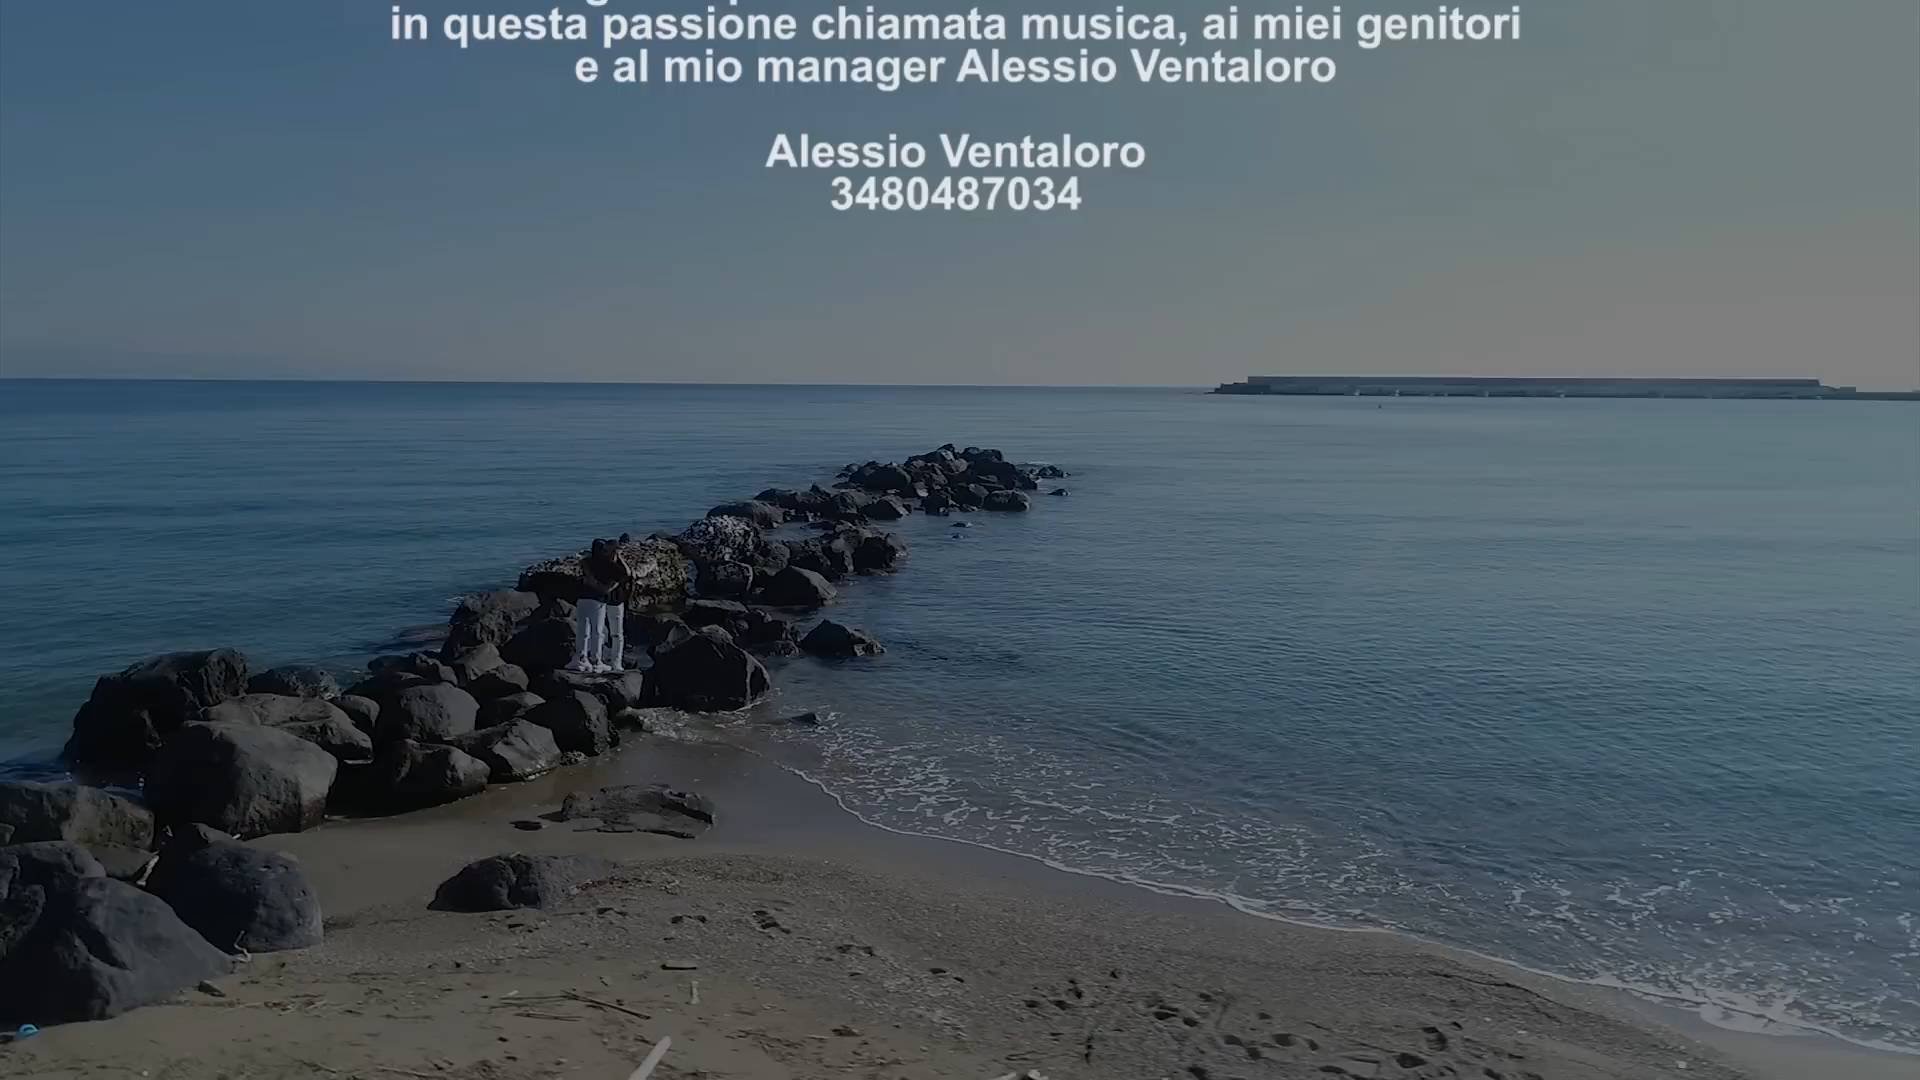 in questa passione chiamata musica, ai miei genitori
e al mio manager Alessio Ventaloro
Alessio Ventaloro
3480487034